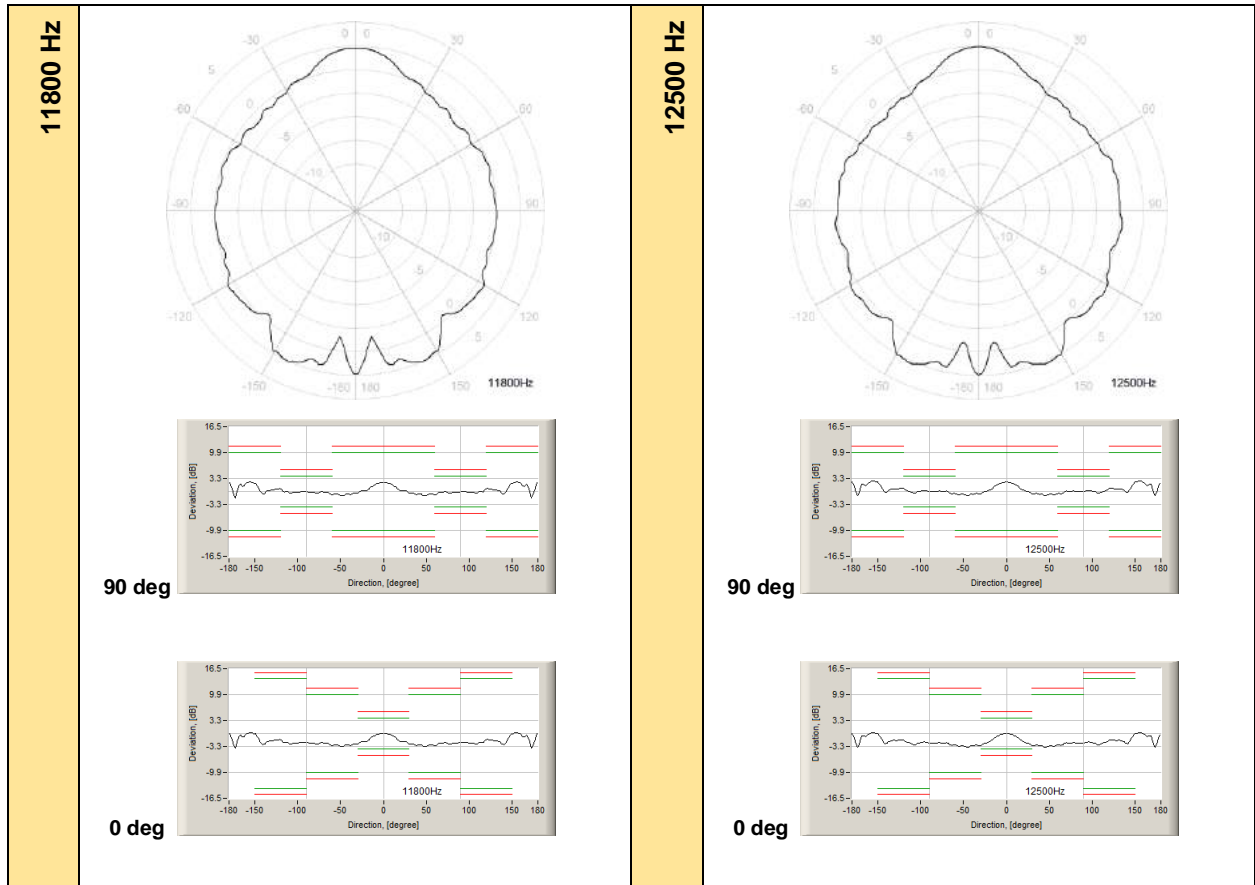 11800 Hz
0 0
-30 30
5
-60 0 60
-5
-10
-90 90
-10
-5
0
-120 120
5
-150 -180 180 150
11800Hz
16.5
9.9
3.3
-3.3
-9.9
-16.5
Deviation, [dB]
11800Hz
-180 -150 -100 -50 0 50 100 150 180
Direction, [degree]
90 deg
16.5
9.9
3.3
-3.3
-9.9
-16.5
Deviation, [dB]
11800Hz
-180 -150 -100 -50 0 50 100 150 180
Direction, [degree]
0 deg
12500 Hz
0 0
-30 30
5
-60 0 60
-5
-10
-90 90
-10
-5
0
-120 120
5
-150 -180 180 150
12500Hz
16.5
9.9
3.3
-3.3
-9.9
-16.5
Deviation, [dB]
12500Hz
-180 -150 -100 -50 0 50 100 150 180
Direction, [degree]
90 deg
16.5
9.9
3.3
-3.3
-9.9
-16.5
Deviation, [dB]
12500Hz
-180 -150 -100 -50 0 50 100 150 180
Direction, [degree]
0 deg